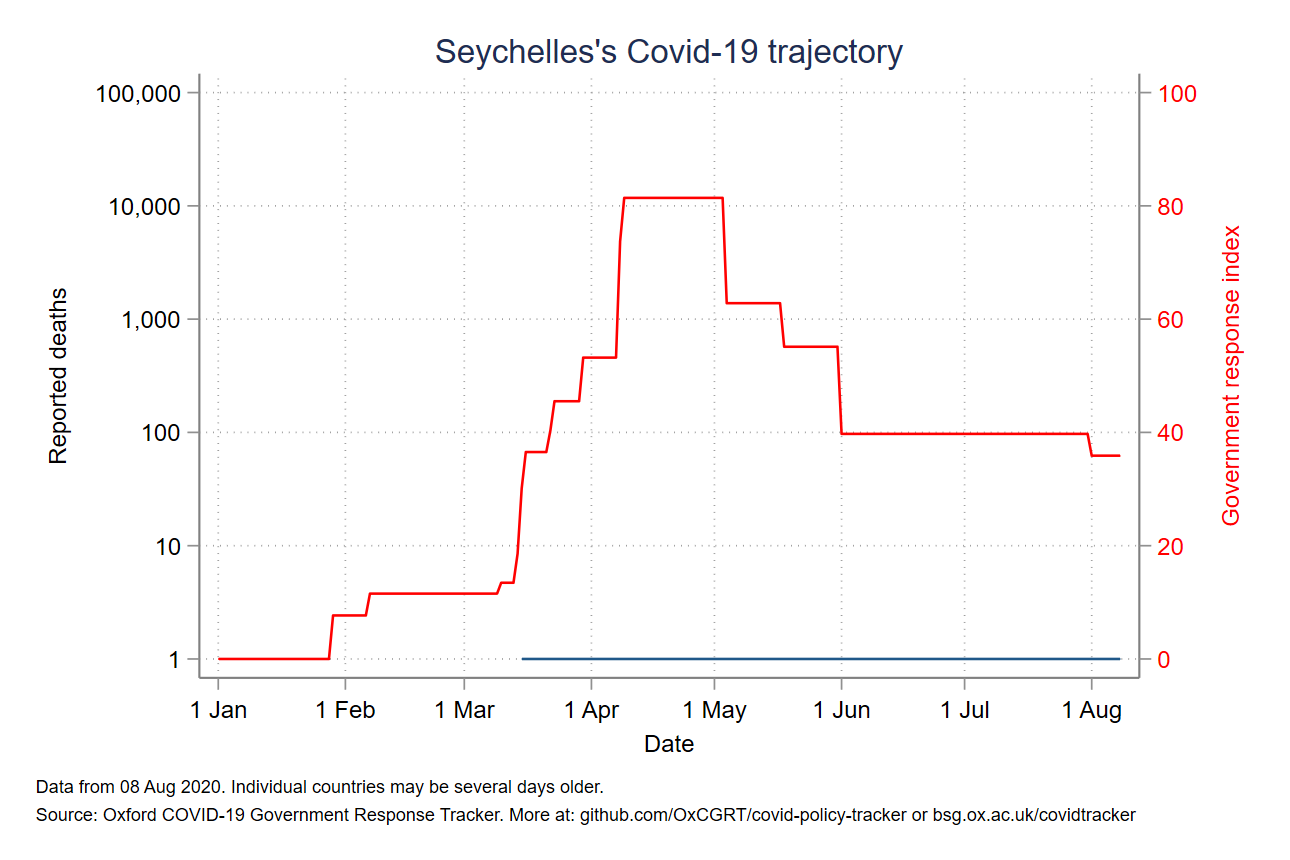 Seychelles's Covid-19 trajectory
100,000
10,000
1,000
100
10
1
Reported deaths
100
80
60
40
20
0
Government response index
1 Jan 1 Feb 1 Mar 1 Apr 1 May 1 Jun 1 Jul 1 Aug
Date
Data from 08 Aug 2020. Individual countries may be several days older.
Source: Oxford COVID-19 Government Response Tracker. More at: github.com/OxCGRT/covid-policy-tracker or bsg.ox.ac.uk/covidtracker